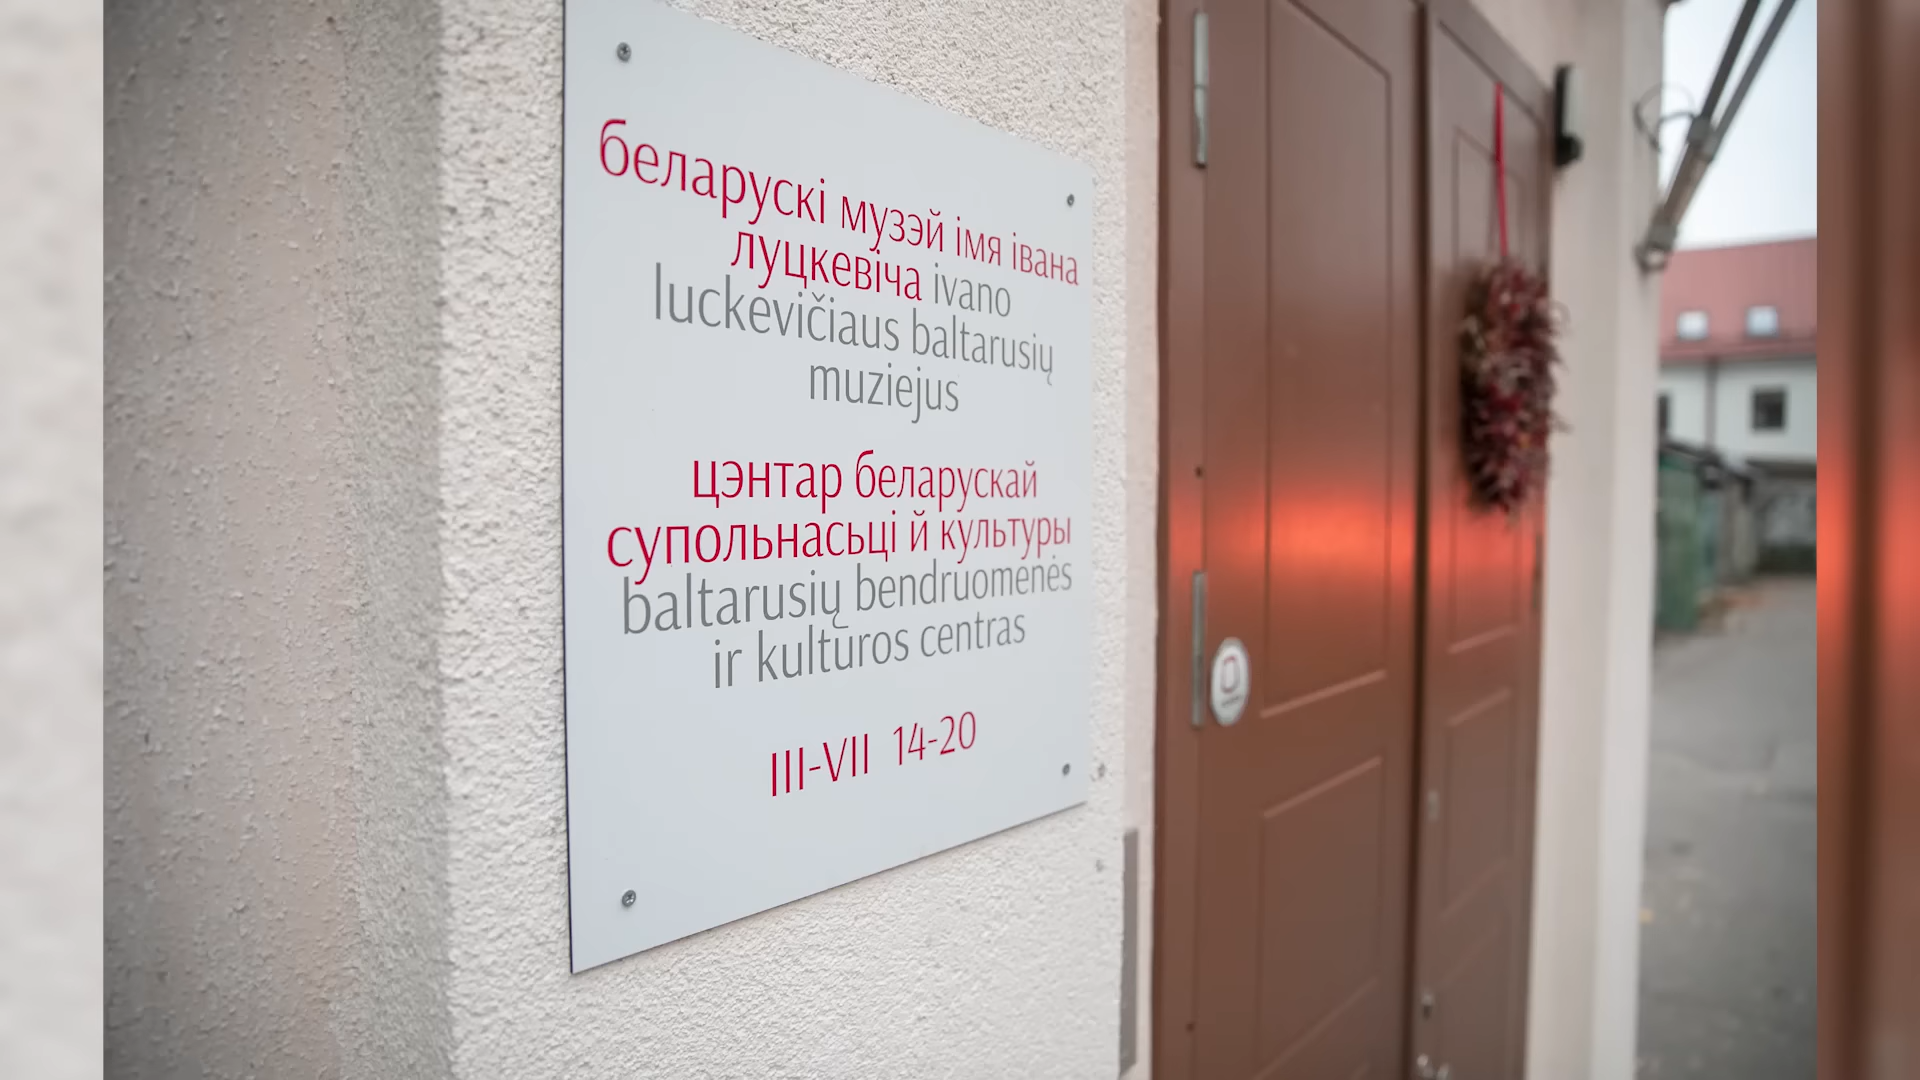 беларускі музэй імя івана
луцкевіча ivano
luckevičiaus baltarusių
muziejus
цэнтар беларускай
супольнасьці й культуры
baltarusių bendruomenės
ir kultūros centras
III-VII 14-20